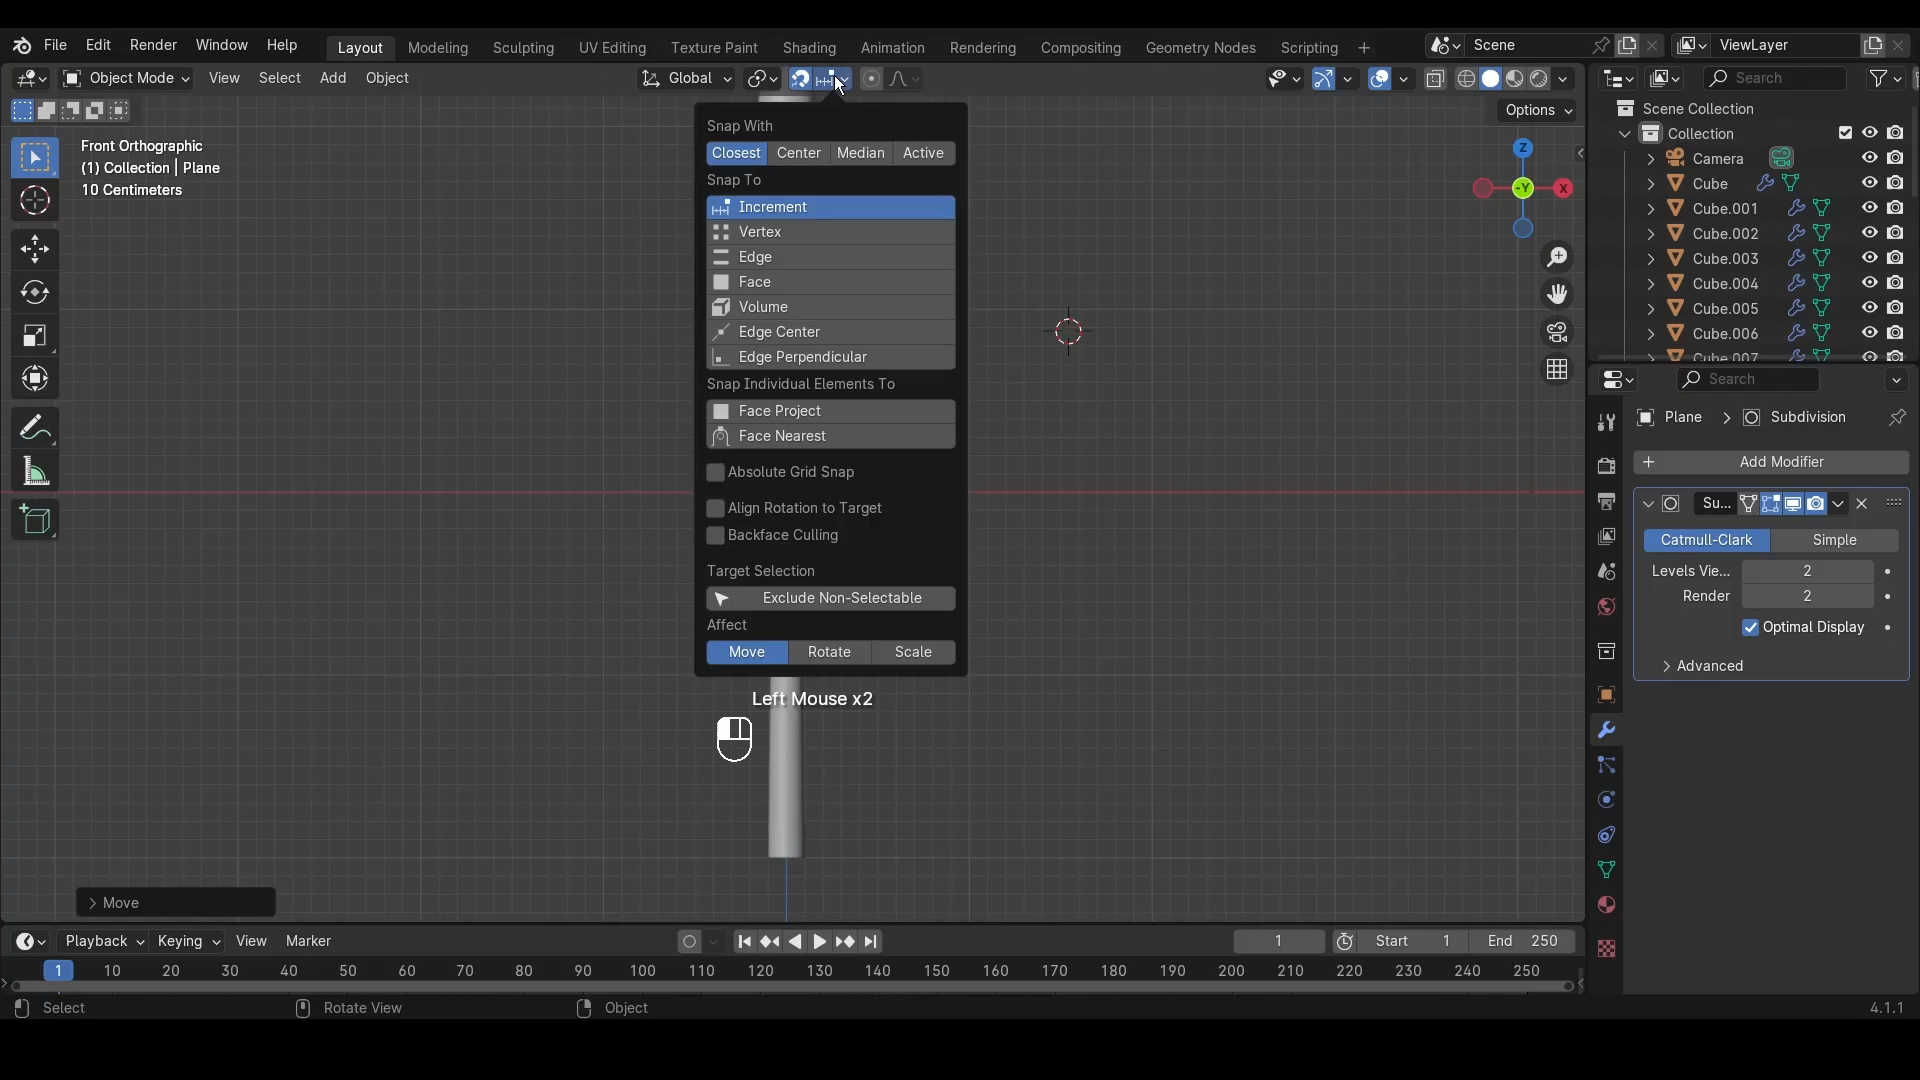 File Edit Render Window Help Layout Modeling Sculpting UV Editing Texture Paint Shading Animation Rendering Compositing Geometry Nodes Scripting + Scene ViewLayer
Object Mode View Select Add Object Global Search
Options
Front Orthographic
(1) Collection | Plane
10 Centimeters
Snap With
Closest Center Median Active
Snap To
Increment
Vertex
Edge
Face
Volume
Edge Center
Edge Perpendicular
Snap Individual Elements To
Face Project
Face Nearest
Absolute Grid Snap
Align Rotation to Target
Backface Culling
Target Selection
Exclude Non-Selectable
Affect
Move Rotate Scale
Left Mouse x2
Z
-Y
X
Scene Collection
Collection
Camera
Cube
Cube.001
Cube.002
Cube.003
Cube.004
Cube.005
Cube.006
Cube.007
Search
Plane > Subdivision
+ Add Modifier
Su...
Catmull-Clark Simple
Levels Vie... 2
Render 2
Optimal Display
> Advanced
> Move
Playback Keying View Marker 1 Start 1 End 250
1 10 20 30 40 50 60 70 80 90 100 110 120 130 140 150 160 170 180 190 200 210 220 230 240 250
Select Rotate View Object 4.1.1